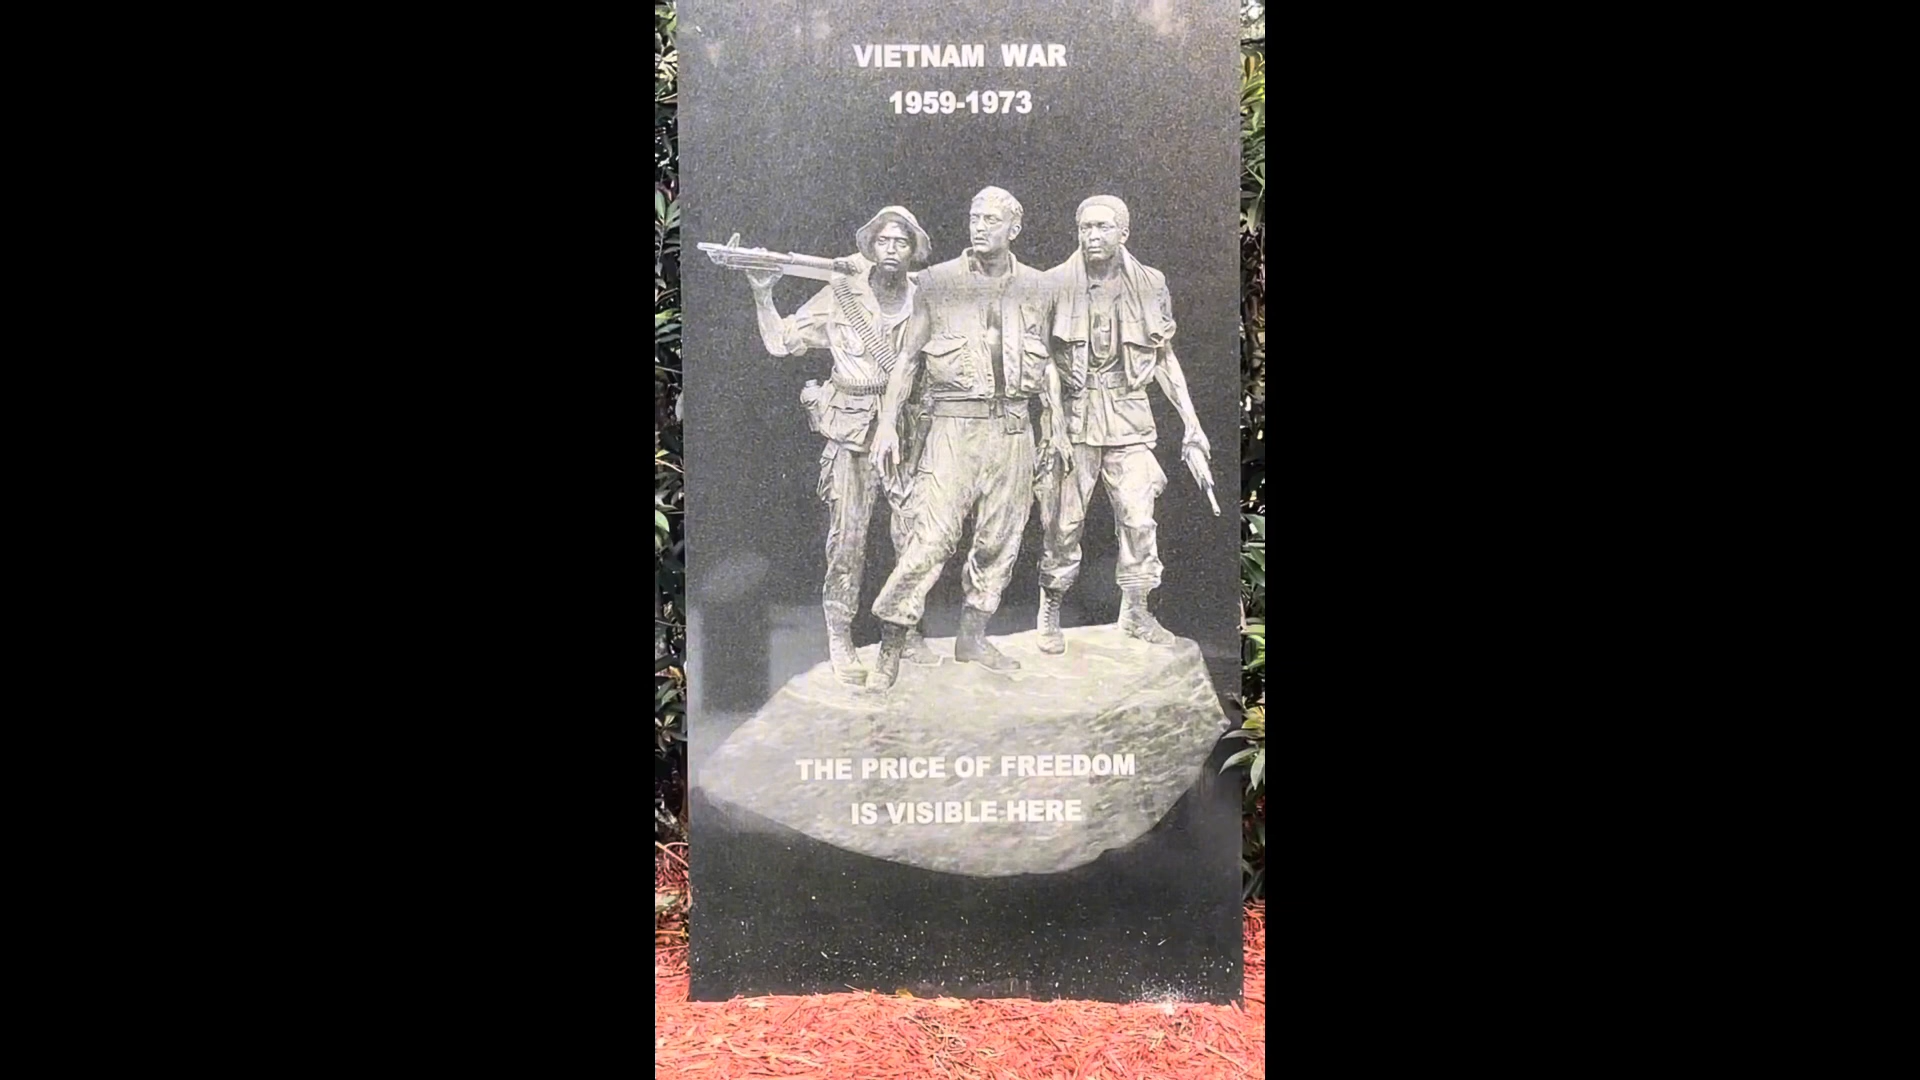 VIETNAM WAR
1959-1973
THE PRICE OF FREEDOM
IS VISIBLE HERE